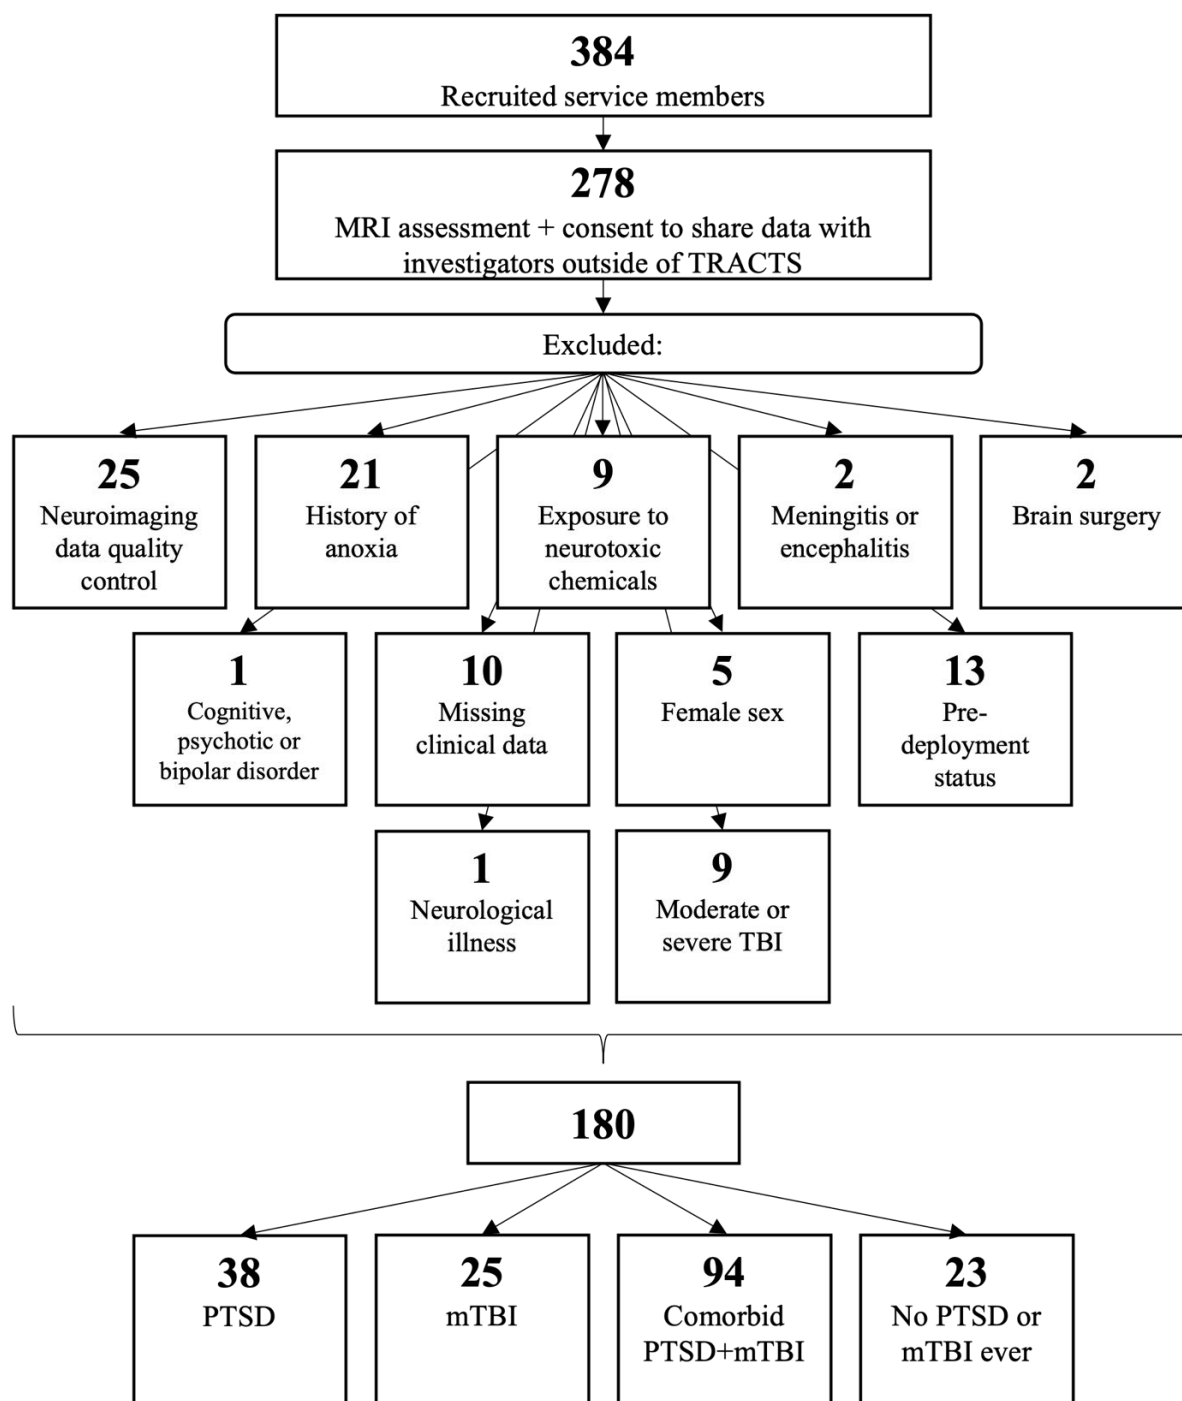 384
Recruited service members
278
MRI assessment + consent to share data with
investigators outside of TRACTS
Excluded:
25
Neuroimaging
data quality
control
21
History of
anoxia
9
Exposure to
neurotoxic
chemicals
2
Meningitis or
encephalitis
2
Brain surgery
1
Cognitive,
psychotic or
bipolar disorder
10
Missing
clinical data
5
Female sex
13
Pre-
deployment
status
1
Neurological
illness
9
Moderate or
severe TBI
180
38
PTSD
25
mTBI
94
Comorbid
PTSD+mTBI
23
No PTSD or
mTBI ever